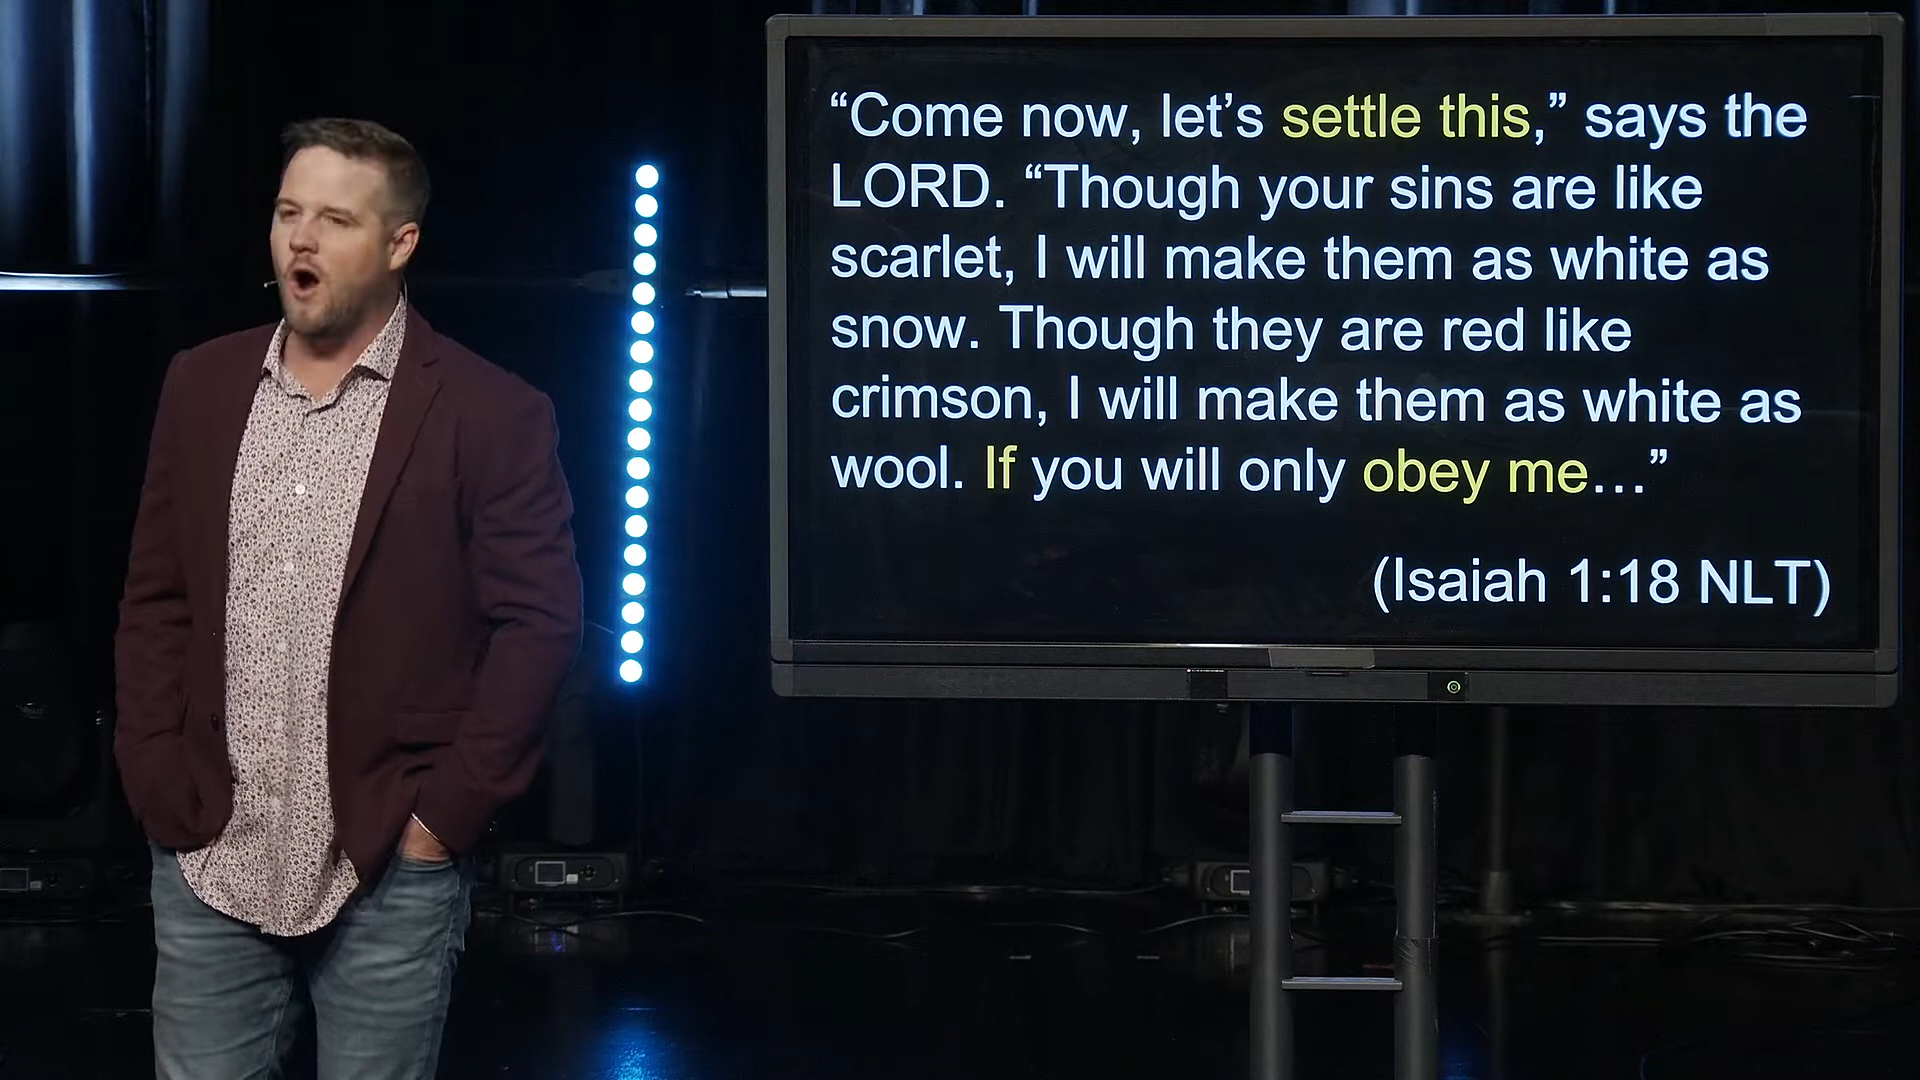 “Come now, let’s settle this,” says the
LORD. “Though your sins are like
scarlet, I will make them as white as
snow. Though they are red like
crimson, I will make them as white as
wool. If you will only obey me…”
(Isaiah 1:18 NLT)